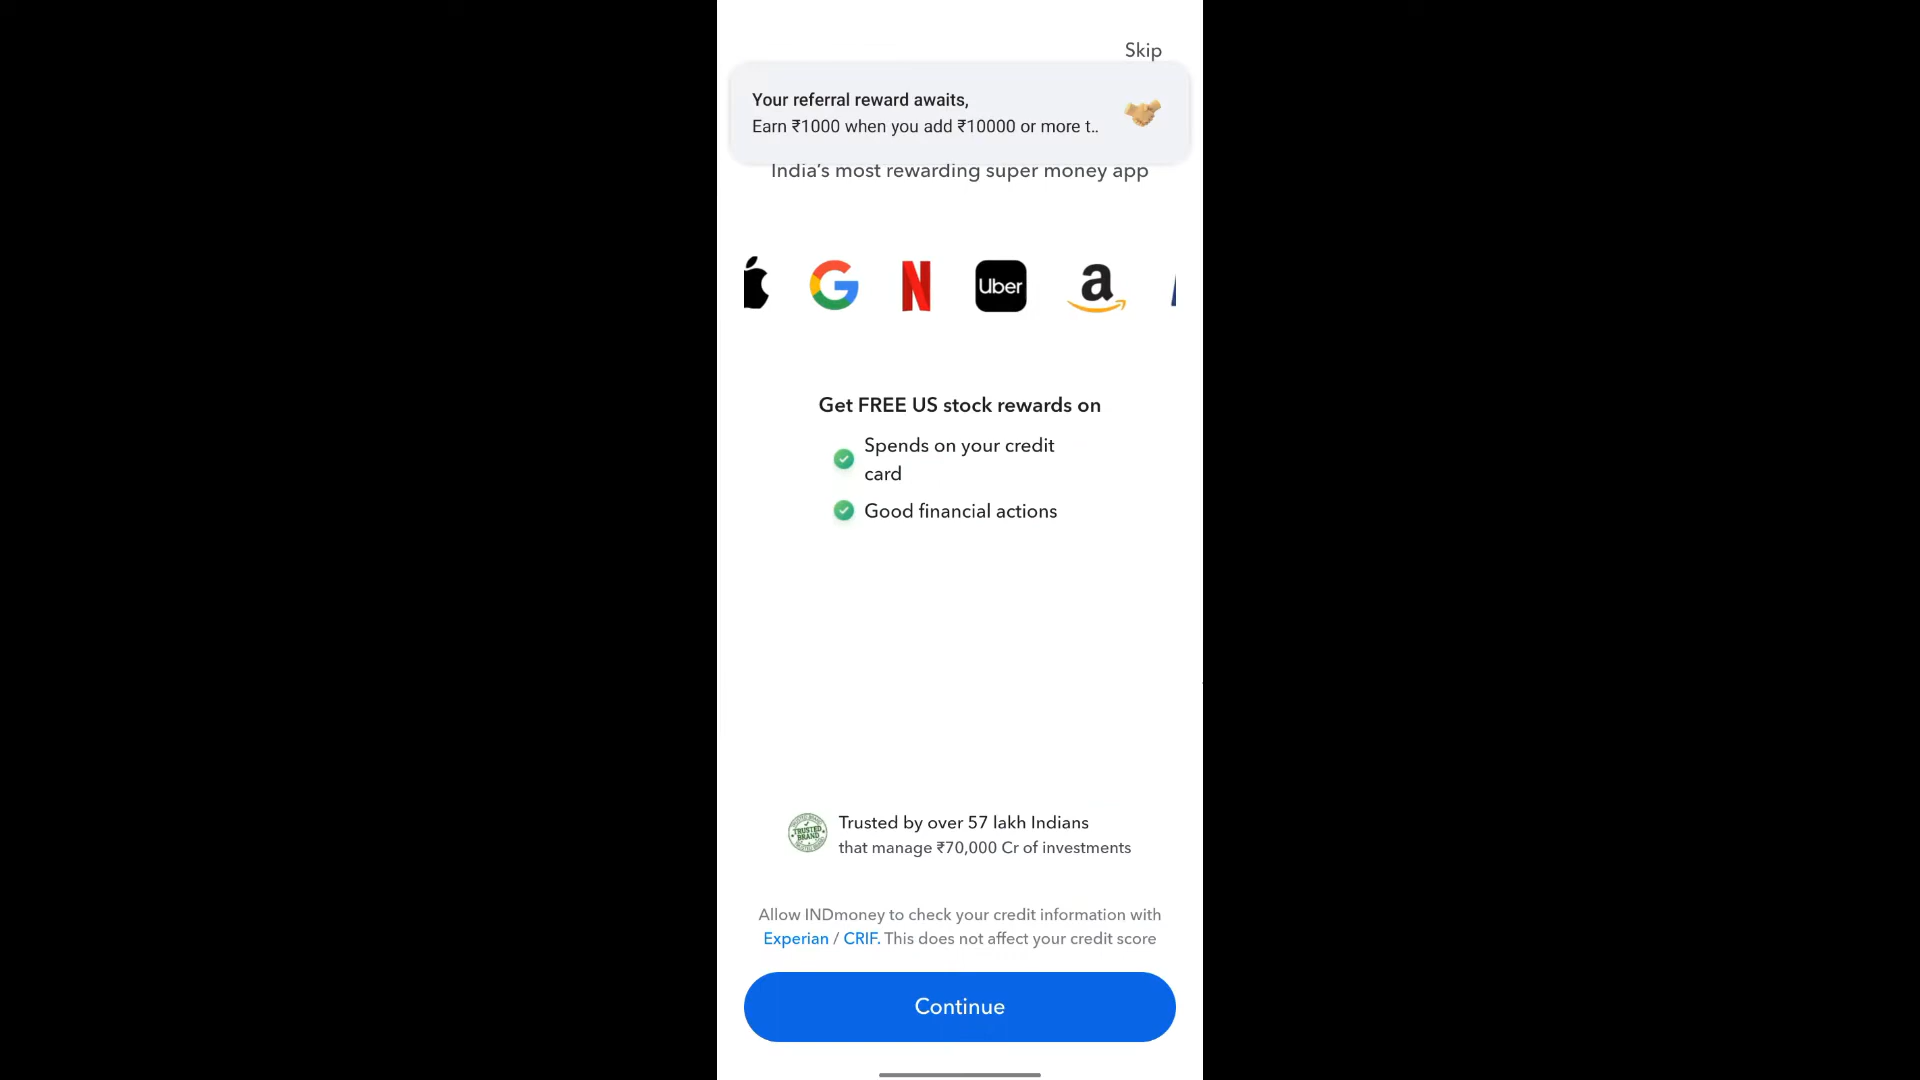 Skip
Your referral reward awaits,
Earn ₹1000 when you add ₹10000 or more t..
India's most rewarding super money app
Uber
Get FREE US stock rewards on
Spends on your credit
card
Good financial actions
TRUSTED
BRAND
Trusted by over 57 lakh Indians
that manage ₹70,000 Cr of investments
Allow INDmoney to check your credit information with
Experian / CRIF. This does not affect your credit score
Continue